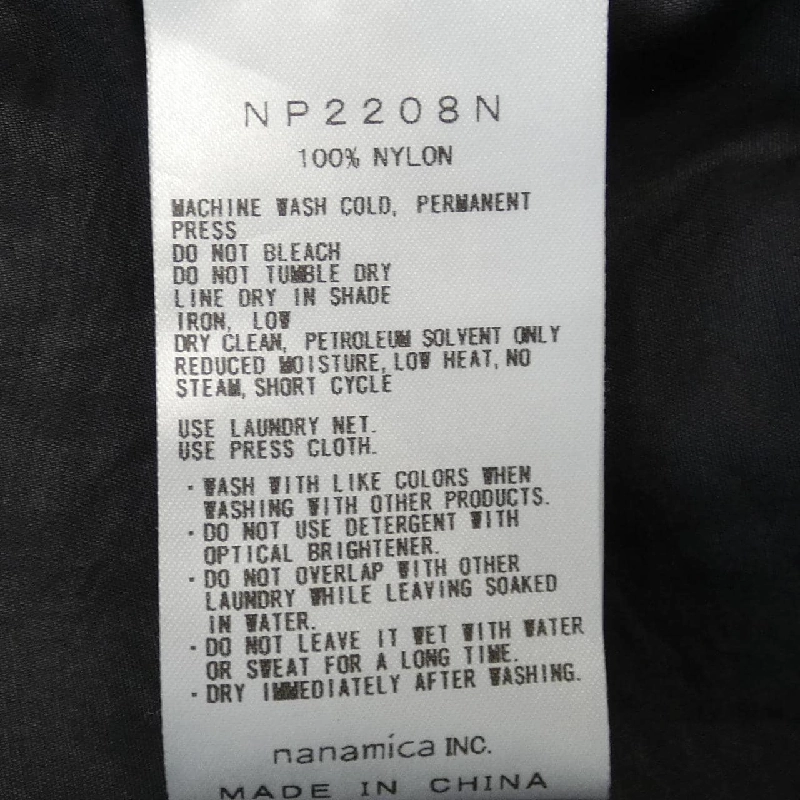 NP2208N
100% NYLON
MACHINE WASH COLD, PERMANENT
PRESS
DO NOT BLEACH
DO NOT TUMBLE DRY
LINE DRY IN SHADE
IRON, LOW
DRY CLEAN, PETROLEUM SOLVENT ONLY
REDUCED MOISTURE, LOW HEAT, NO
STEAM, SHORT CYCLE
USE LAUNDRY NET.
USE PRESS CLOTH.
・WASH WITH LIKE COLORS WHEN
WASHING WITH OTHER PRODUCTS.
・DO NOT USE DETERGENT WITH
OPTICAL BRIGHTENER.
・DO NOT OVERLAP WITH OTHER
LAUNDRY WHILE LEAVING SOAKED
IN WATER.
・DO NOT LEAVE IT WET WITH WATER
OR SWEAT FOR A LONG TIME.
・DRY IMMEDIATELY AFTER WASHING.
nanamica INC.
MADE IN CHINA